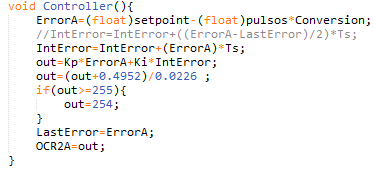 void Controller(){
ErrorA=(float)setpoint-(float)pulsos*Conversion;
//IntError=IntError+((ErrorA-LastError)/2)*Ts;
IntError=IntError+(ErrorA)*Ts;
out=Kp*ErrorA+Ki*IntError;
out=(out+0.4952)/0.0226 ;
if(out>=255){
out=254;
}
LastError=ErrorA;
OCR2A=out;
}